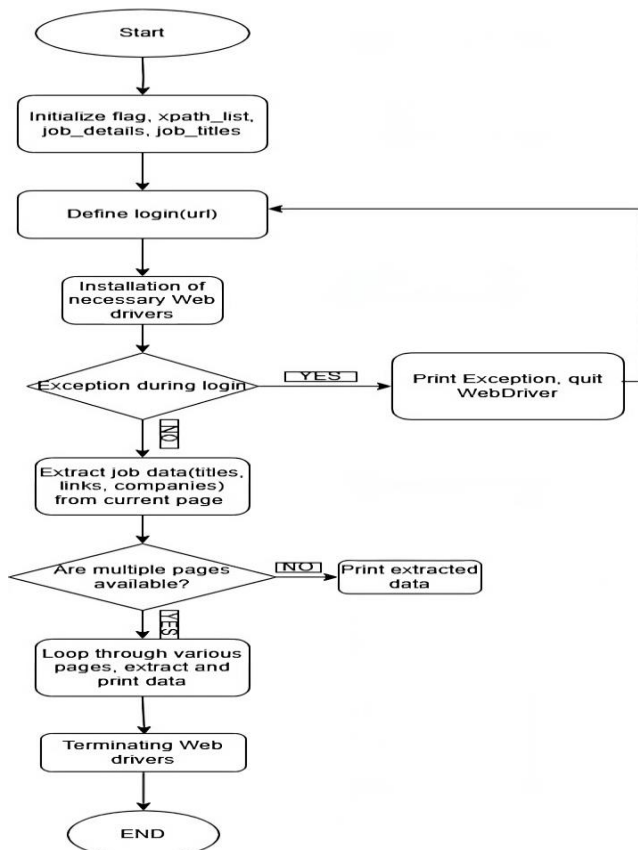 Start
Initialize flag, xpath_list,
job_details, job_titles
Define login(url)
Installation of
necessary Web
drivers
Exception during login
YES
Print Exception, quit
WebDriver
NO
Extract job data(titles,
links, companies)
from current page
Are multiple pages
available?
NO
Print extracted
data
YES
Loop through various
pages, extract and
print data
Terminating Web
drivers
END